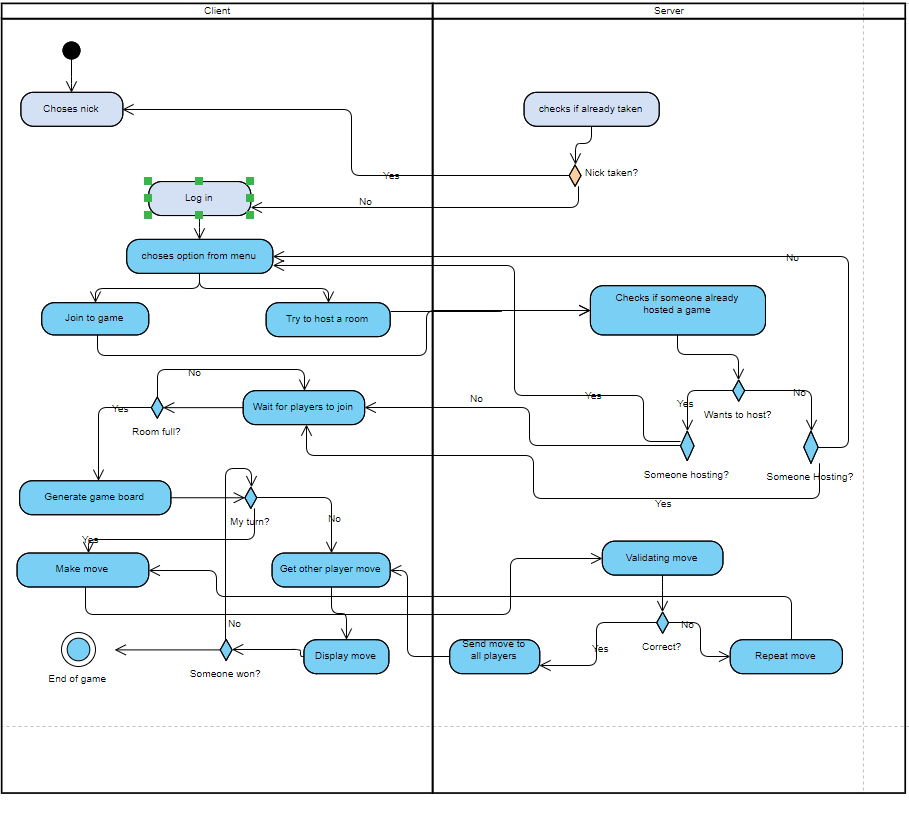 Client
Server
Choses nick
checks if already taken
Nick taken?
Yes
Log in
No
choses option from menu
No
Join to game
Try to host a room
Checks if someone already
hosted a game
No
Yes
Wait for players to join
No
Yes
Yes
No
Room full?
Wants to host?
Someone hosting?
Someone Hosting?
Generate game board
Yes
My turn?
No
Yes
Make move
Get other player move
Validating move
No
Send move to
all players
Yes
Correct?
No
Repeat move
Display move
Someone won?
End of game